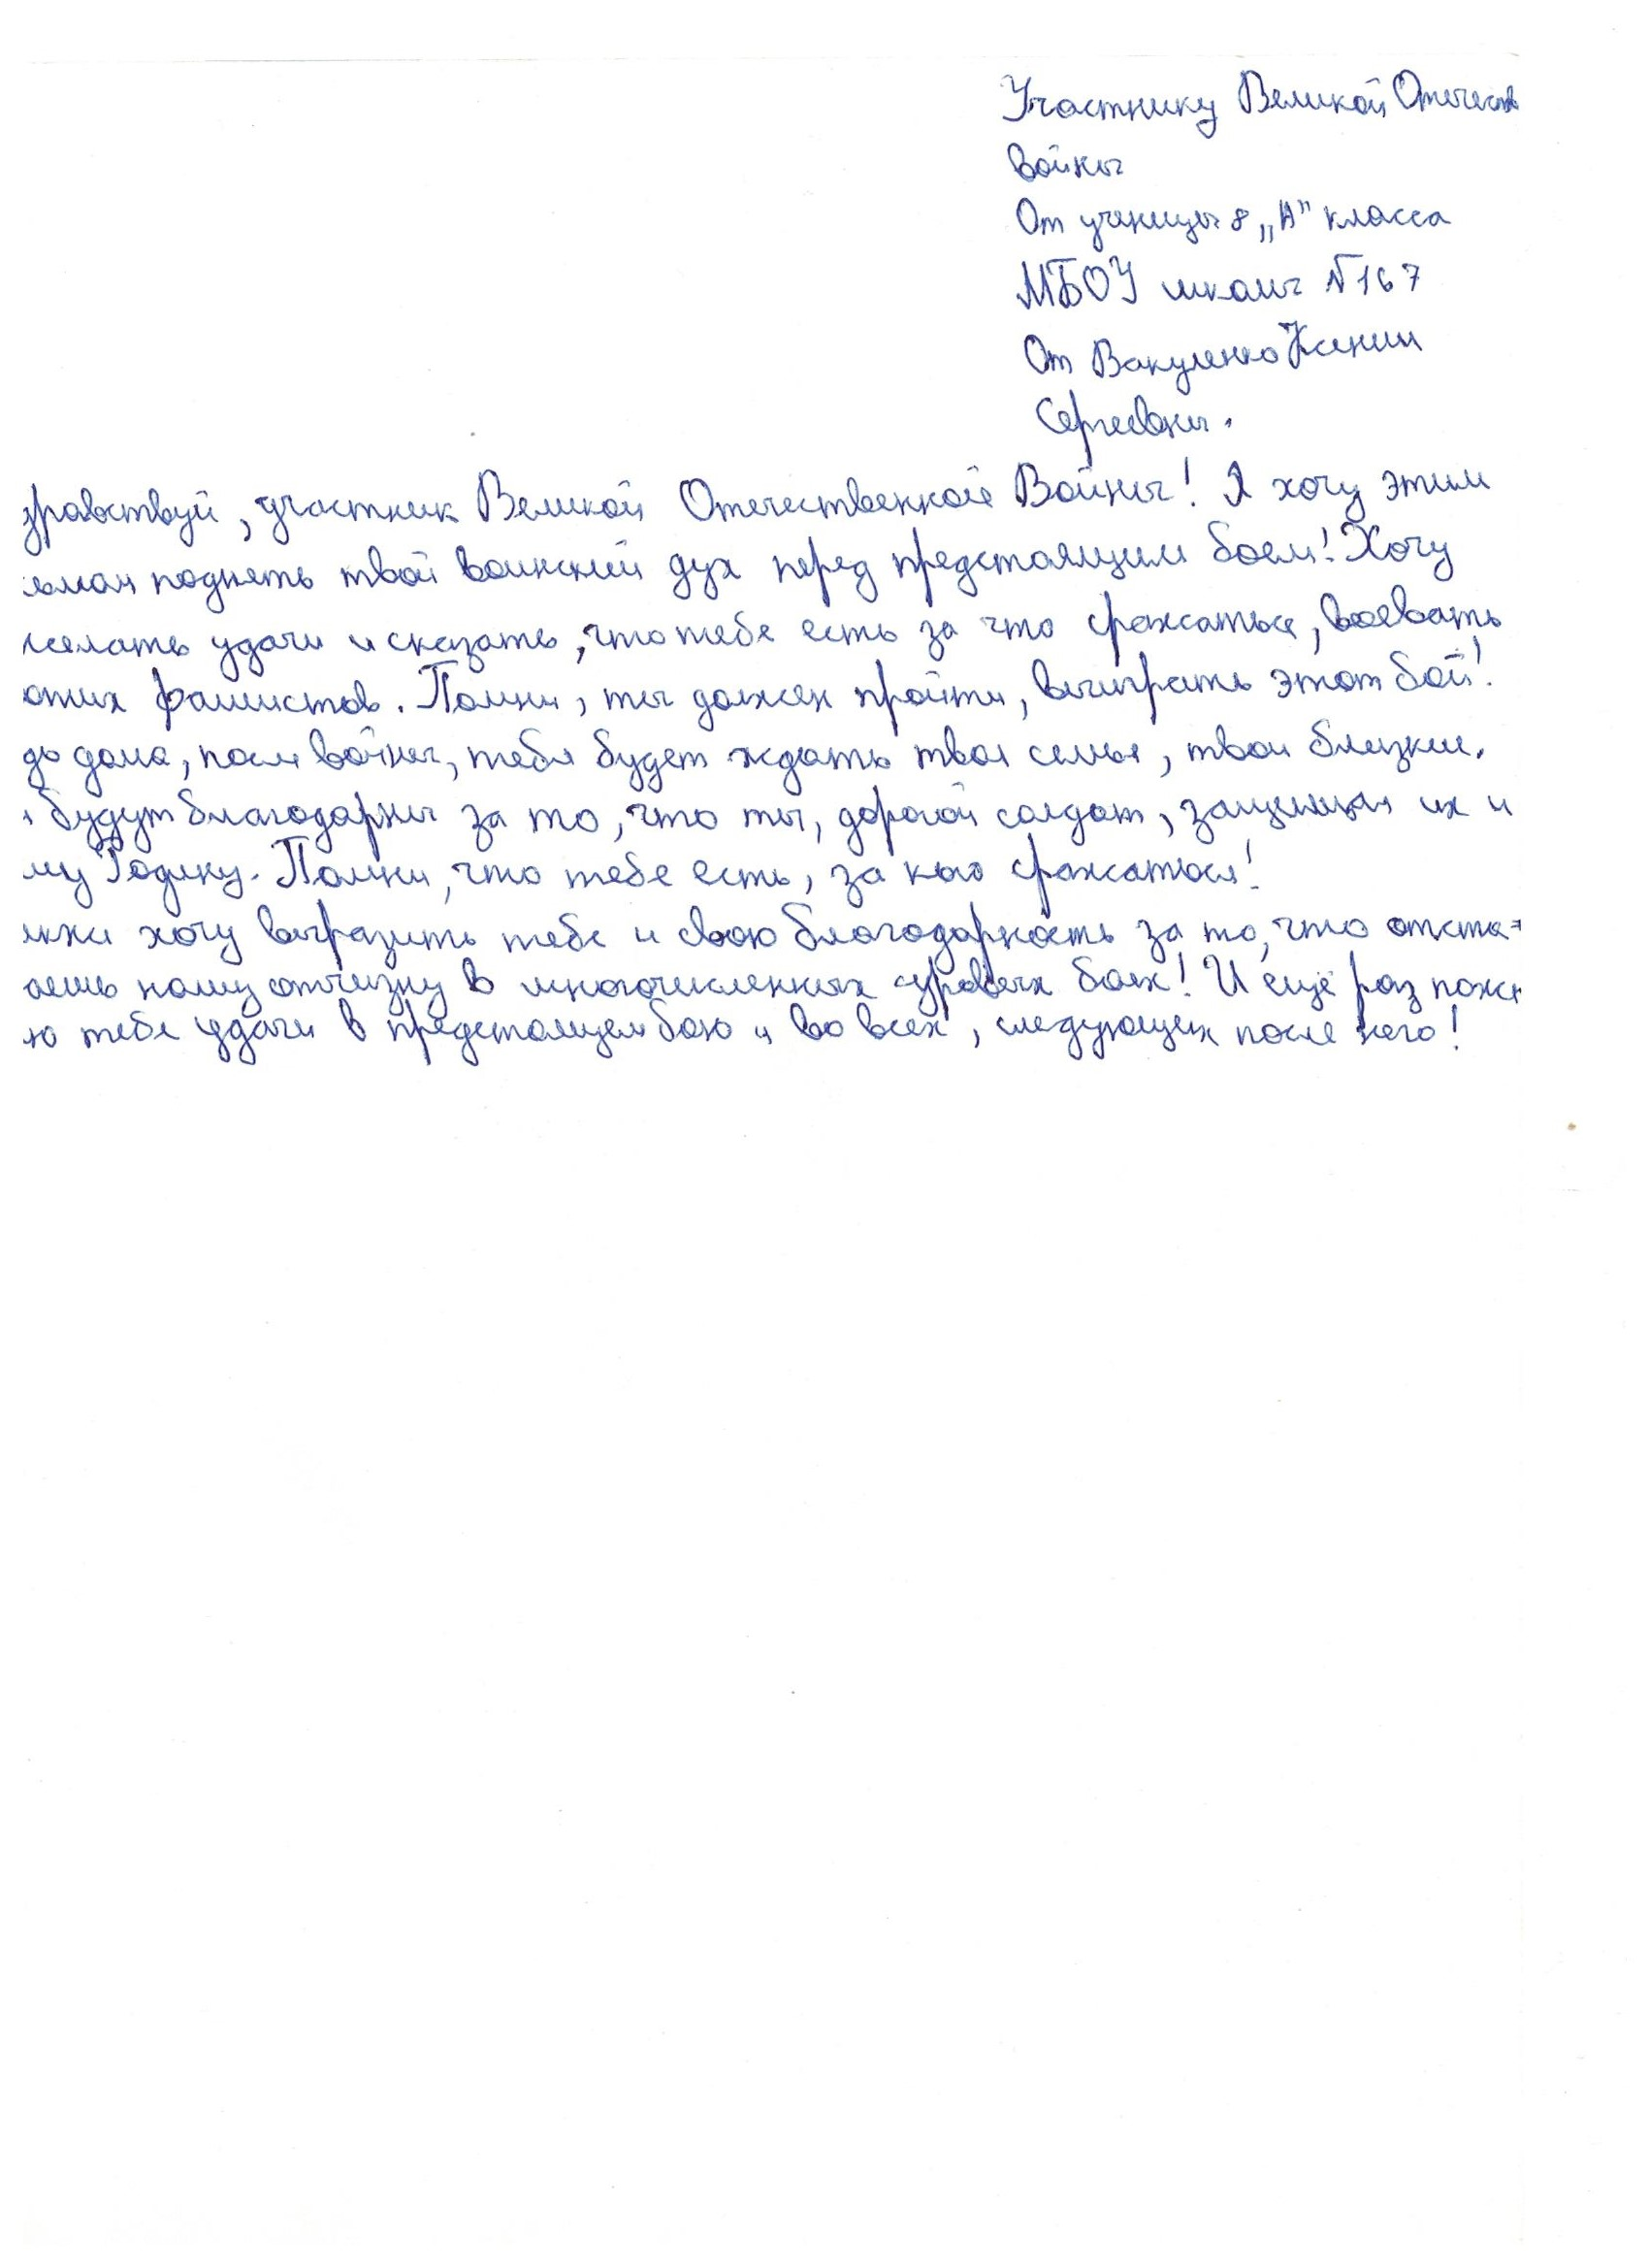 Участнику Великой Отечеств
Войны
От ученицы 8 „А” класса
МБОУ школы №167
От Вакуленко Ксении
Сергеевны.
дравствуй, участник Великой Отечественной Войны! Я хочу этим
ьмом поднять твой воинский дух перед предстоящим боем! Хочу
желать удачи и сказать, что тебе есть за что сражаться, воевать
отив фашистов. Помни, ты должен пройти, выиграть этот бой!
до дома, после войны, тебя будет ждать твоя семья, твои близкие.
и будут благодарны за то, что ты, дорогой солдат, защищал их и
шу Родину. Помни, что тебе есть, за кого сражаться!
кже хочу выразить тебе и свою благодарность за то, что отста-
аешь нашу отчизну в многочисленных суровых боях! И ещё раз поже
ю тебе удачи в предстоящем бою и во всех, следующих после него!